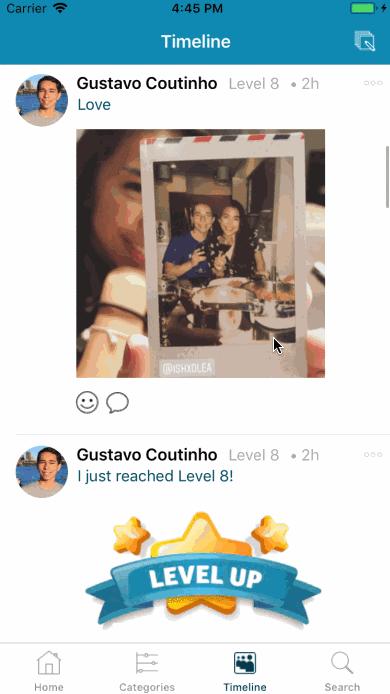 Carrier 4:45 PM
Timeline
Gustavo Coutinho Level 8 • 2h
Love
@ISHXDLEA
Gustavo Coutinho Level 8 • 2h
I just reached Level 8!
LEVEL UP
Home Categories Timeline Search